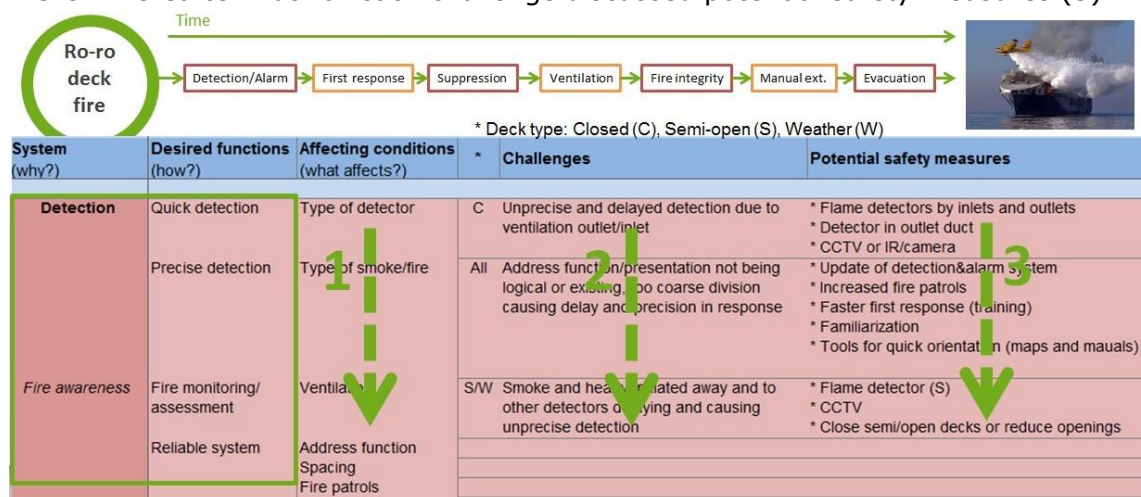 Time
Ro-ro
deck
fire
Detection/Alarm
First response
Suppression
Ventilation
Fire integrity
Manual ext.
Evacuation
* Deck type: Closed (C), Semi-open (S), Weather (W)
System
(why?)
Desired functions
(how?)
Affecting conditions
(what affects?)
*
Challenges
Potential safety measures
Detection
Quick detection
Type of detector
C
Unprecise and delayed detection due to
ventilation outlet/inlet
* Flame detectors by inlets and outlets
* Detector in outlet duct
* CCTV or IR/camera
1
2
3
Precise detection
Type of smoke/fire
All
Address function/presentation not being
logical or existing, too coarse division
causing delay and precision in response
* Update of detection&alarm system
* Increased fire patrols
* Faster first response (training)
* Familiarization
* Tools for quick orientation (maps and mauals)
Fire awareness
Fire monitoring/
assessment
S/W
Smoke and away and to
other detectors and causing
unprecise detection
* Flame detector (S)
* CCTV
* Close semi/open decks or reduce openings
Reliable system
Address function
Spacing
Fire patrols